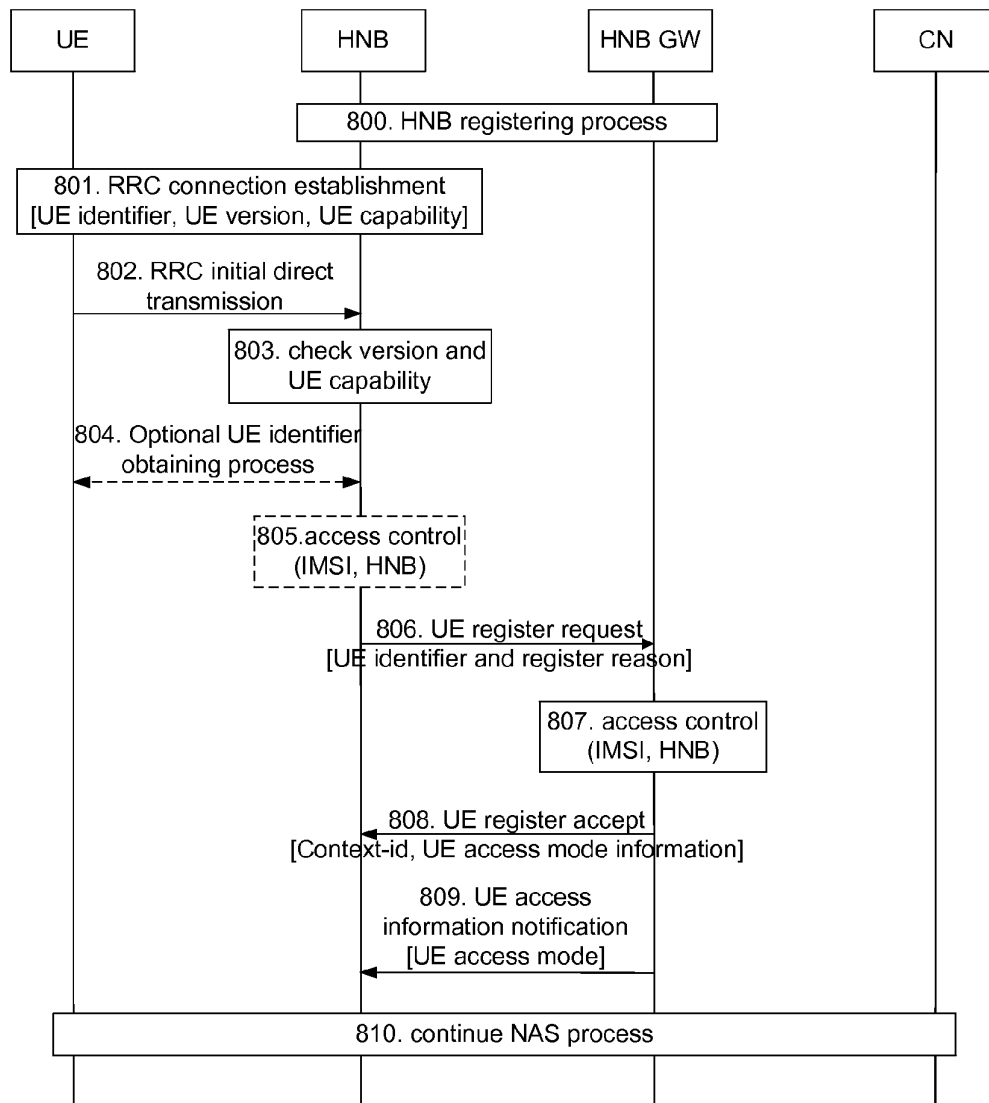 UE
HNB
HNB GW
CN
800. HNB registering process
801. RRC connection establishment
[UE identifier, UE version, UE capability]
802. RRC initial direct
transmission
803. check version and
UE capability
804. Optional UE identifier
obtaining process
805.access control
(IMSI, HNB)
806. UE register request
[UE identifier and register reason]
807. access control
(IMSI, HNB)
808. UE register accept
[Context-id, UE access mode information]
809. UE access
information notification
[UE access mode]
810. continue NAS process